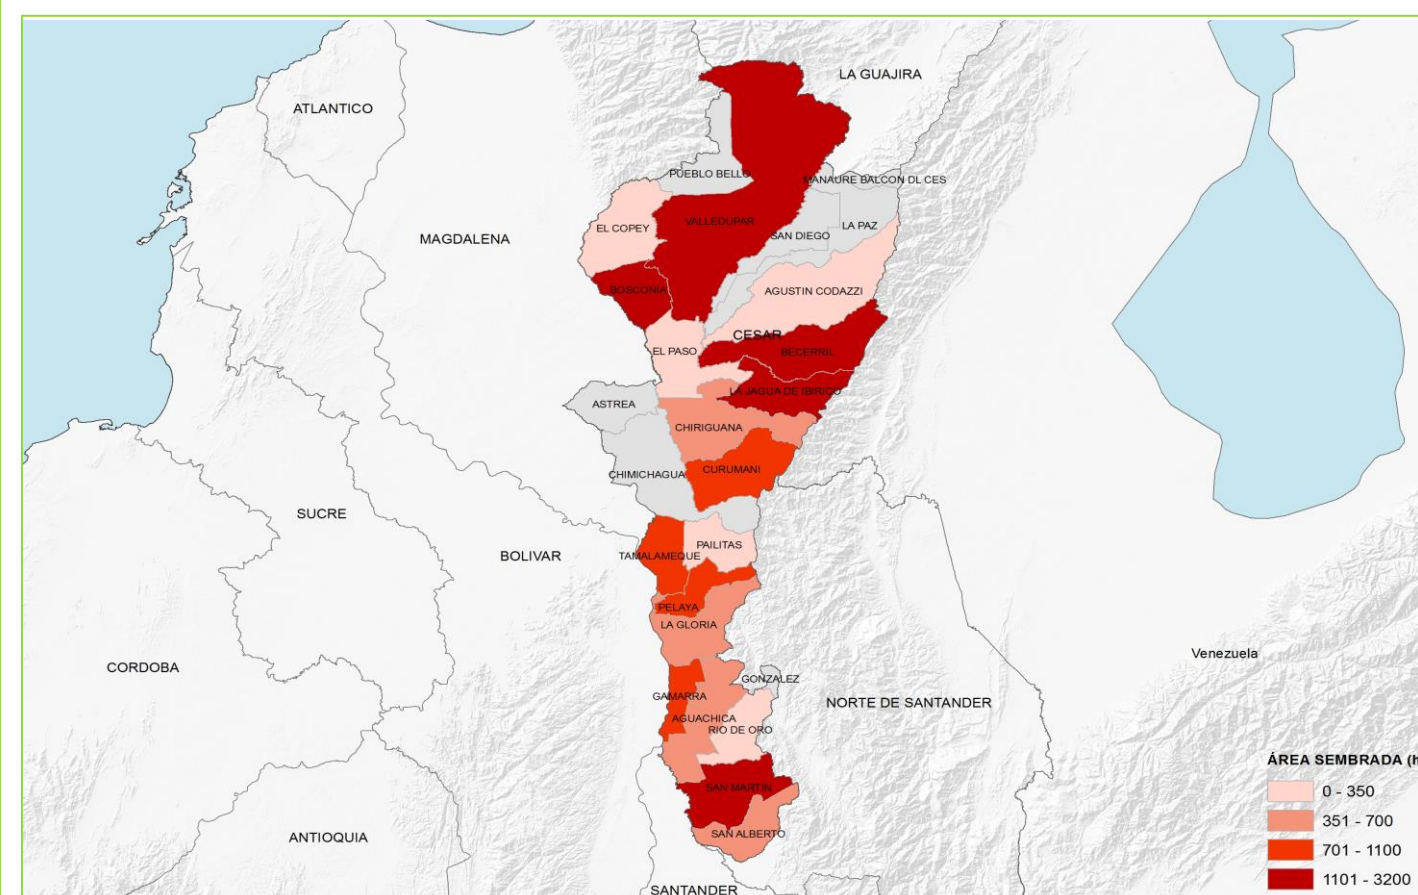 LA GUAJIRA
ATLANTICO
PUEBLO BELLO
MANAURE BALCON DL CES
EL COPEY
VALLEDUPAR
LA PAZ
MAGDALENA
SAN DIEGO
BOSCONIA
AGUSTIN CODAZZI
CESAR
EL PASO
BECERRIL
LA JAGUA DE IBIRICO
ASTREA
CHIRIGUANA
CURUMANI
CHIMICHAGUA
SUCRE
PAILITAS
BOLIVAR
TAMALAMEQUE
PELAYA
LA GLORIA
Venezuela
CORDOBA
GONZALEZ
GAMARRA
NORTE DE SANTANDER
AGUACHICA
RIO DE ORO
ÁREA SEMBRADA (h
0 - 350
351 - 700
701 - 1100
1101 - 3200
SAN MARTIN
SAN ALBERTO
ANTIOQUIA
SANTANDER